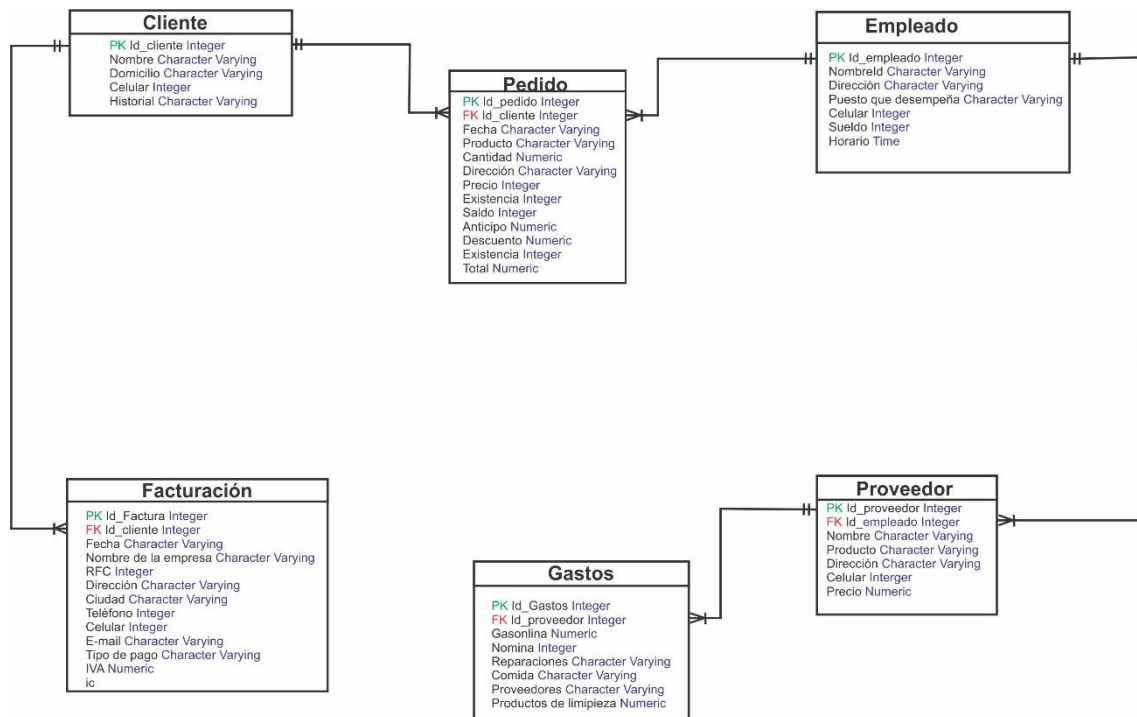 Cliente
PK Id_cliente Integer
Nombre Character Varying
Domicilio Character Varying
Celular Integer
Historial Character Varying
Pedido
PK Id_pedido Integer
FK Id_cliente Integer
Fecha Character Varying
Producto Character Varying
Cantidad Numeric
Dirección Character Varying
Precio Integer
Existencia Integer
Saldo Integer
Anticipo Numeric
Descuento Numeric
Existencia Integer
Total Numeric
Empleado
PK Id_empleado Integer
NombreId Character Varying
Dirección Character Varying
Puesto que desempeña Character Varying
Celular Integer
Sueldo Integer
Horario Time
Facturación
PK Id_Factura Integer
FK Id_cliente Integer
Fecha Character Varying
Nombre de la empresa Character Varying
RFC Integer
Dirección Character Varying
Ciudad Character Varying
Teléfono Integer
Celular Integer
E-mail Character Varying
Tipo de pago Character Varying
IVA Numeric
ic
Gastos
PK Id_Gastos Integer
FK Id_proveedor Integer
Gasonlina Numeric
Nomina Integer
Reparaciones Character Varying
Comida Character Varying
Proveedores Character Varying
Productos de limipieza Numeric
Proveedor
PK Id_proveedor Integer
FK Id_empleado Integer
Nombre Character Varying
Producto Character Varying
Dirección Character Varying
Celular Interger
Precio Numeric